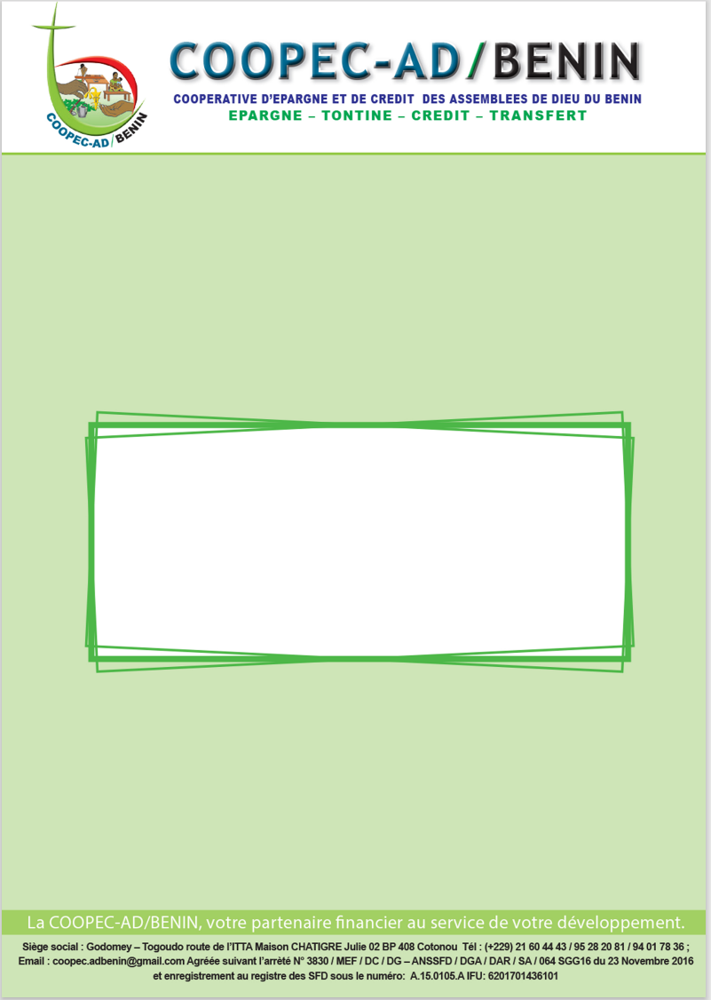 COOPEC-AD/BENIN
COOPEC-AD/BENIN
COOPERATIVE D'EPARGNE ET DE CREDIT DES ASSEMBLEES DE DIEU DU BENIN
EPARGNE – TONTINE – CREDIT – TRANSFERT
La COOPEC-AD/BENIN, votre partenaire financier au service de votre développement.
Siège social : Godomey – Togoudo route de l'ITTA Maison CHATIGRE Julie 02 BP 408 Cotonou Tél : (+229) 21 60 44 43 / 95 28 20 81 / 94 01 78 36 ;
Email : coopec.adbenin@gmail.com Agréée suivant l'arrêté N° 3830 / MEF / DC / DG – ANSSFD / DGA / DAR / SA / 064 SGG16 du 23 Novembre 2016
et enregistrement au registre des SFD sous le numéro: A.15.0105.A IFU: 6201701436101